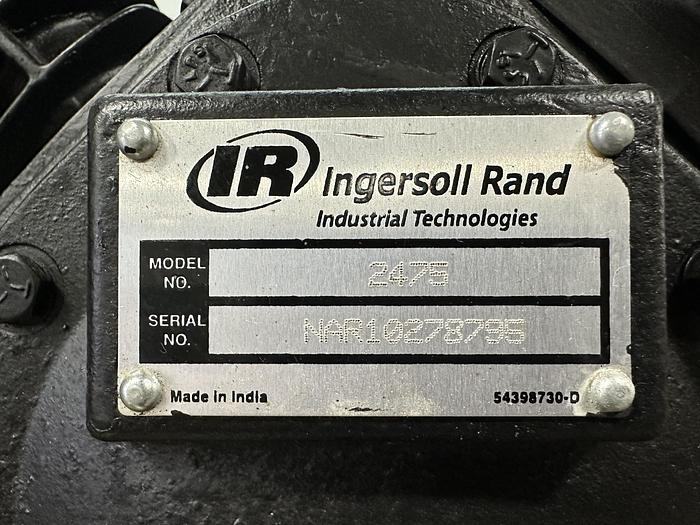 IR Ingersoll Rand
Industrial Technologies
MODEL NO. 2475
SERIAL NO. NAR10278795
Made in India 54398730-D